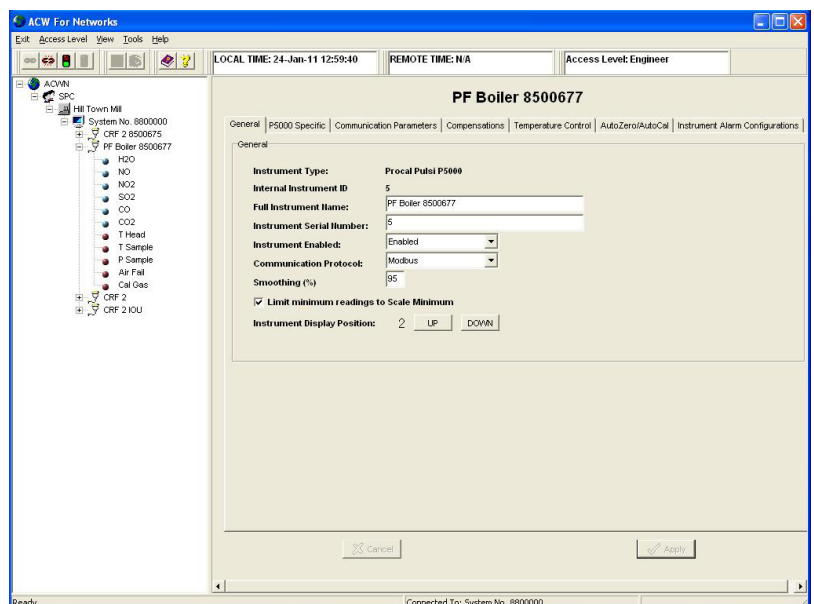 ACW For Networks
Exit Access Level View Tools Help
LOCAL TIME: 24-Jan-11 12:59:40 REMOTE TIME: N/A Access Level: Engineer
ACWN
SPC
Hill Town Mill
System No. 8800000
CRF 2 8500675
PF Boiler 8500677
H2O
NO
NO2
SO2
CO
CO2
T Head
T Sample
P Sample
Air Fail
Cal Gas
CRF 2
CRF 2 IOU
PF Boiler 8500677
General P5000 Specific Communication Parameters Compensations Temperature Control AutoZero/AutoCal Instrument Alarm Configurations
General
Instrument Type: Procal Pulsi P5000
Internal Instrument ID 5
Full Instrument Name: PF Boiler 8500677
Instrument Serial Number: 5
Instrument Enabled: Enabled
Communication Protocol: Modbus
Smoothing (%) 95
Limit minimum readings to Scale Minimum
Instrument Display Position: 2 UP DOWN
Cancel Apply
Ready Connected To: System No. 8800000